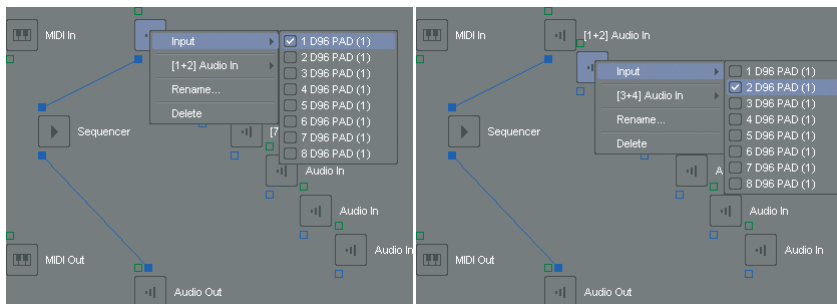 MIDI In
Input
1 D96 PAD (1)
2 D96 PAD (1)
[1+2] Audio In
3 D96 PAD (1)
4 D96 PAD (1)
Rename...
5 D96 PAD (1)
6 D96 PAD (1)
Delete
7 D96 PAD (1)
8 D96 PAD (1)
Sequencer
[7
Audio In
Audio In
Audio In
MIDI Out
Audio Out
MIDI In
[1+2] Audio In
Input
1 D96 PAD (1)
2 D96 PAD (1)
[3+4] Audio In
3 D96 PAD (1)
4 D96 PAD (1)
Rename...
5 D96 PAD (1)
6 D96 PAD (1)
Delete
7 D96 PAD (1)
8 D96 PAD (1)
Sequencer
A
Audio In
Audio In
MIDI Out
Audio Out